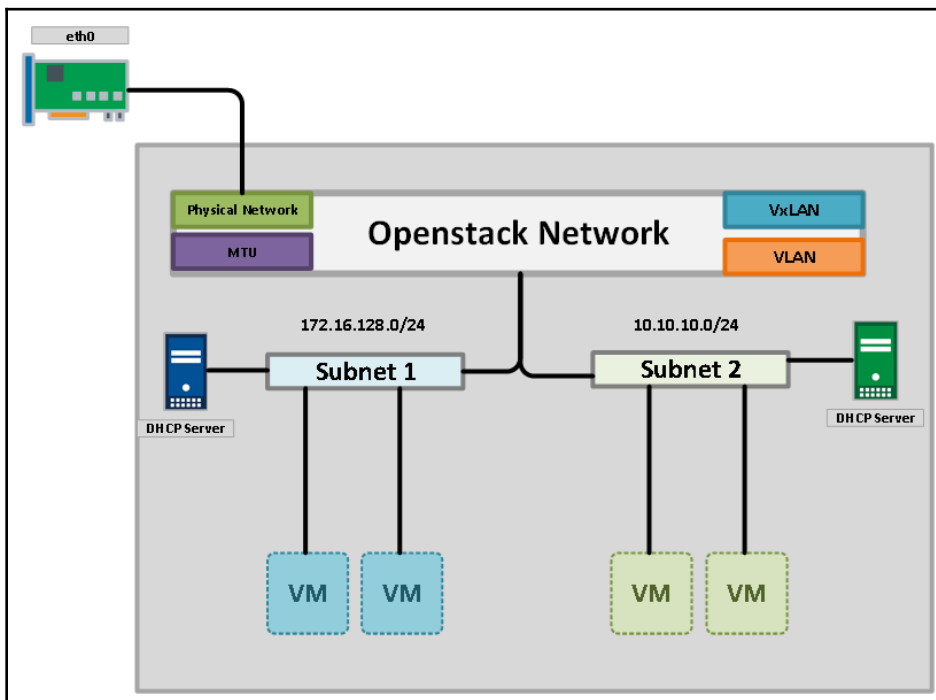 eth0
Physical Network
VxLAN
Openstack Network
MTU
VLAN
172.16.128.0/24
10.10.10.0/24
Subnet 1
Subnet 2
DHCP Server
DHCP Server
VM
VM
VM
VM